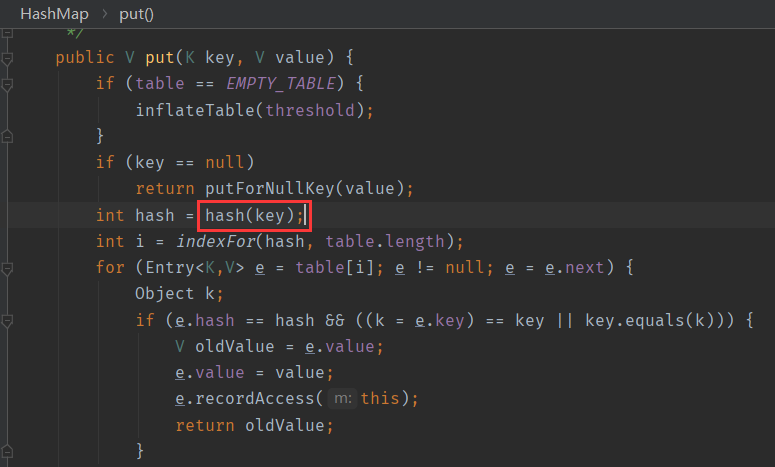 HashMap › put()
*/
public V put(K key, V value) {
if (table == EMPTY_TABLE) {
inflateTable(threshold);
}
if (key == null)
return putForNullKey(value);
int hash = hash(key);
int i = indexFor(hash, table.length);
for (Entry<K,V> e = table[i]; e != null; e = e.next) {
Object k;
if (e.hash == hash && ((k = e.key) == key || key.equals(k))) {
V oldValue = e.value;
e.value = value;
e.recordAccess( m: this);
return oldValue;
}